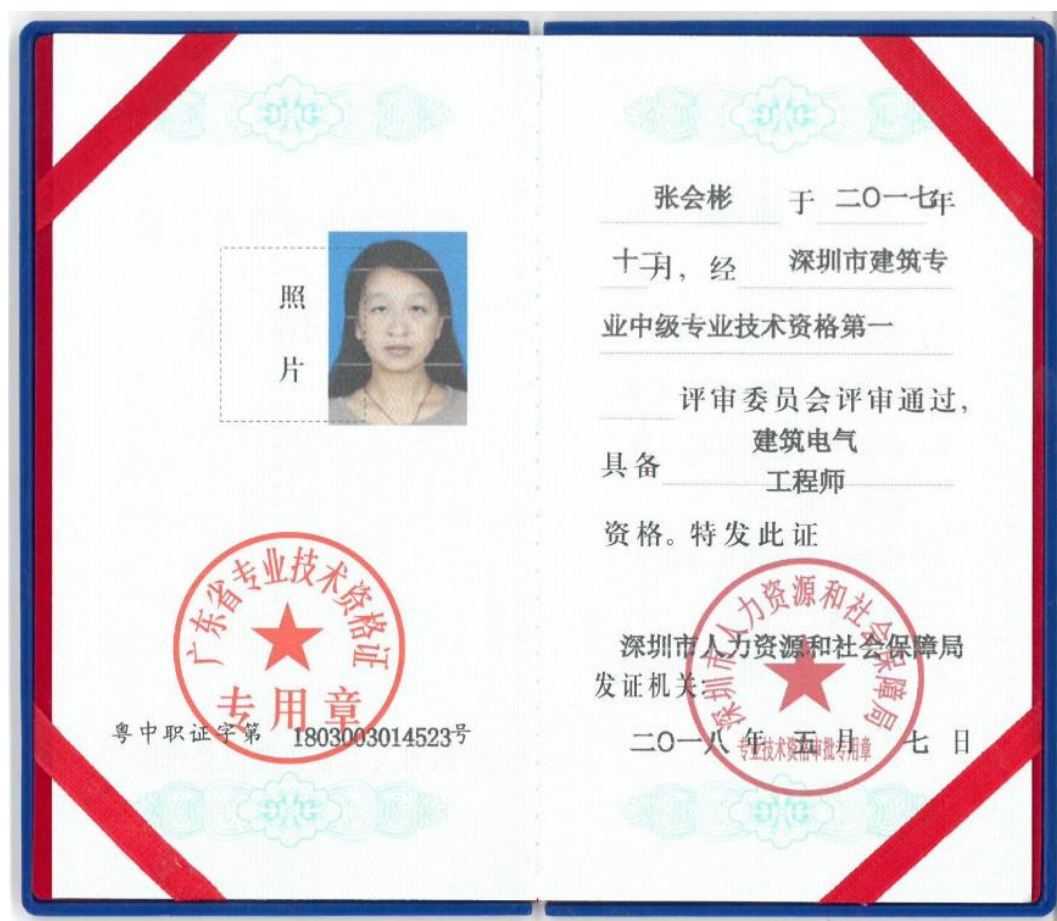 照
片
广东省专业技术资格证
专用章
粤中职证字第 1803003014523号
张会彬 于 二〇一七年
十二月，经 深圳市建筑专
业中级专业技术资格第一
评审委员会评审通过，
建筑电气
具备
工程师
资格。特发此证
深圳市人力资源和社会保障局
深圳市人力资源和社会保障局
发证机关：
二〇一八年 五月 七日
专业技术资格审批专用章